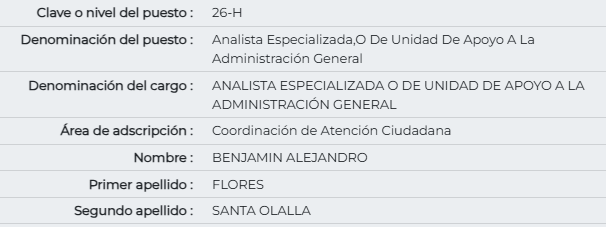 Clave o nivel del puesto : 26-H
Denominación del puesto : Analista Especializada,O De Unidad De Apoyo A La
Administración General
Denominación del cargo : ANALISTA ESPECIALIZADA O DE UNIDAD DE APOYO A LA
ADMINISTRACIÓN GENERAL
Área de adscripción : Coordinación de Atención Ciudadana
Nombre : BENJAMIN ALEJANDRO
Primer apellido : FLORES
Segundo apellido : SANTA OLALLA